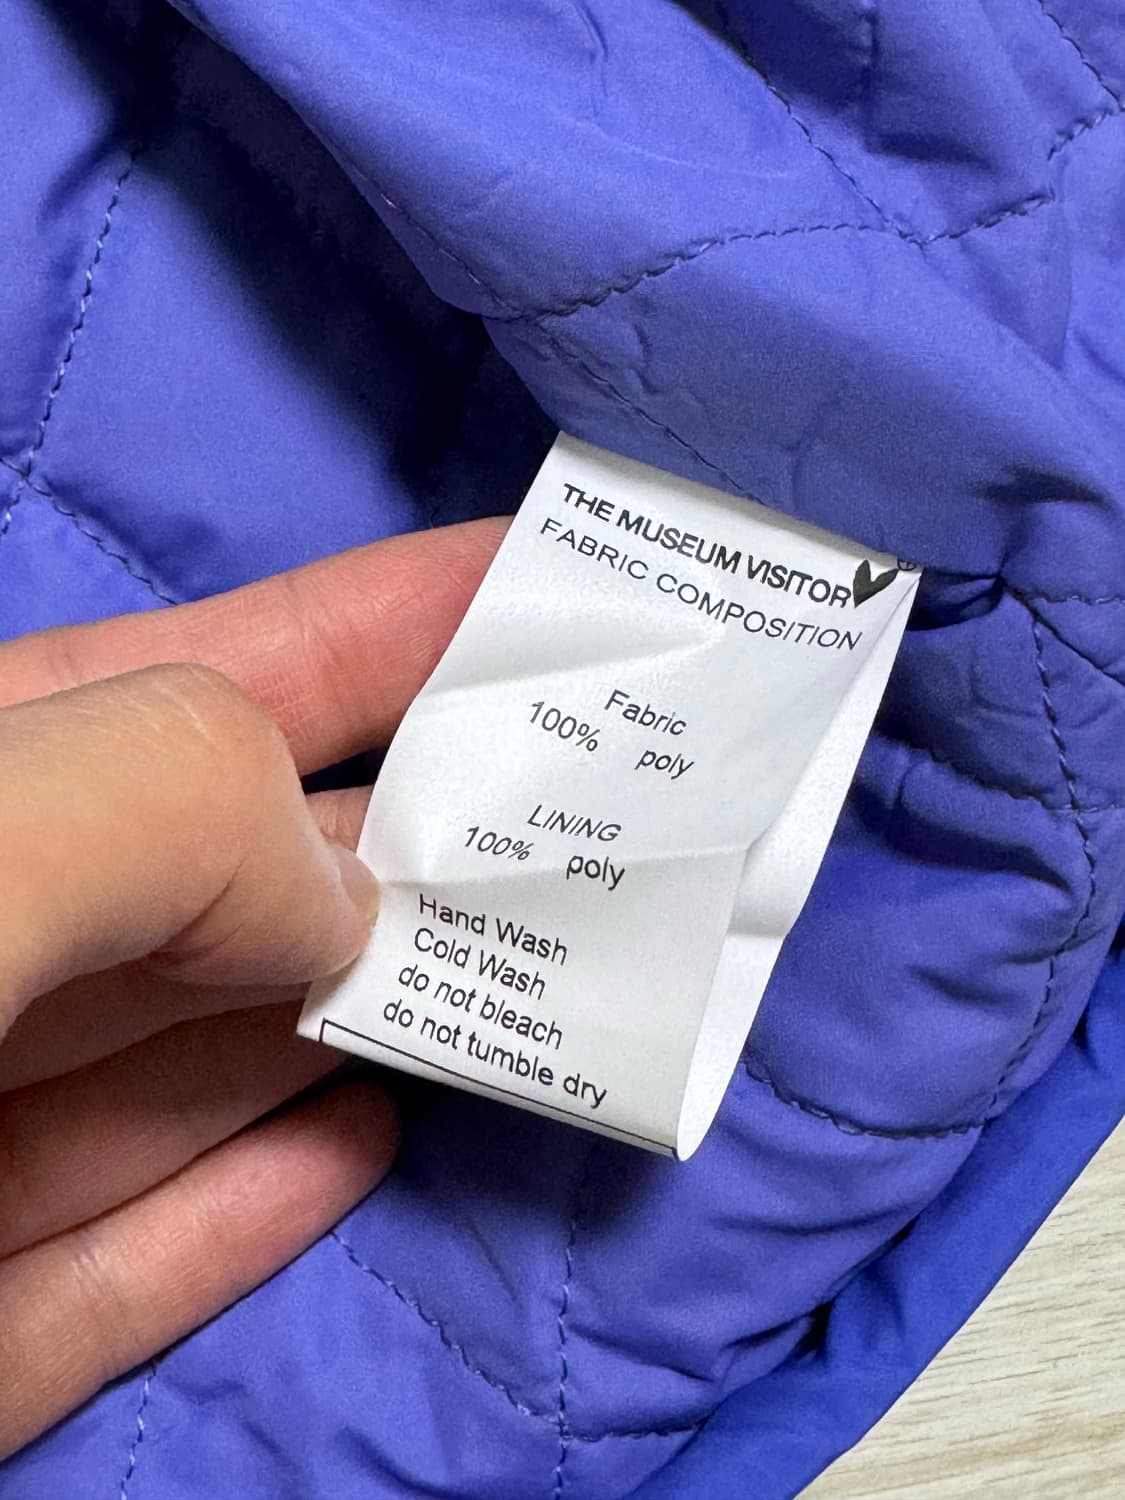 THE MUSEUM VISITOR
FABRIC COMPOSITION
Fabric
100% poly
LINING
100% poly
Hand Wash
Cold Wash
do not bleach
do not tumble dry